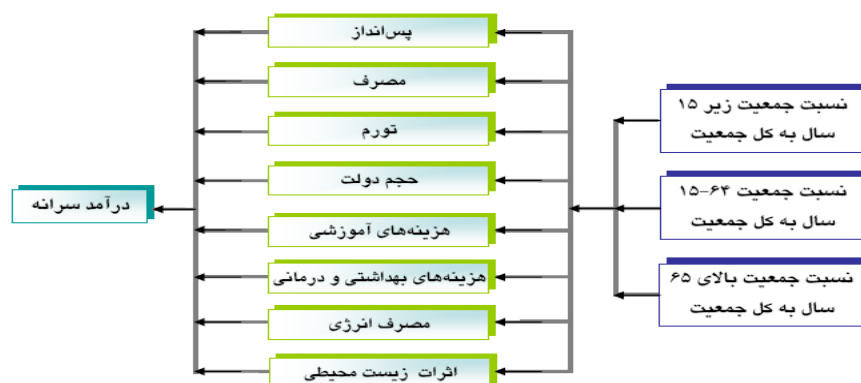 نسبت جمعیت زیر ۱۵
سال به کل جمعیت
نسبت جمعیت ۶۴-۱۵
سال به کل جمعیت
نسبت جمعیت بالای ۶۵
سال به کل جمعیت
پس‌انداز
مصرف
تورم
حجم دولت
هزینه‌های آموزشی
هزینه‌های بهداشتی و درمانی
مصرف انرژی
اثرات زیست محیطی
درآمد سرانه